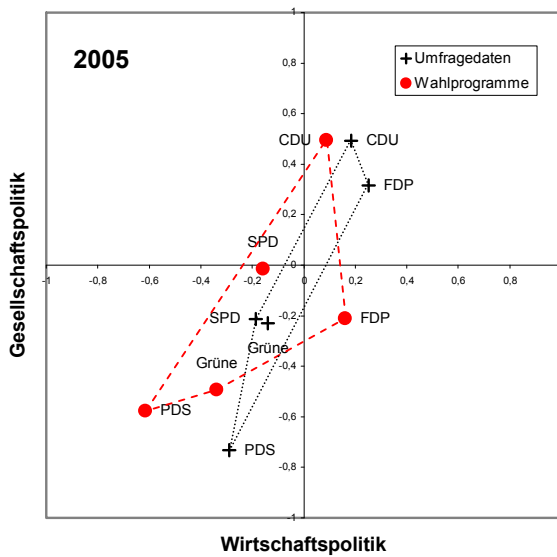 1
2005
Umfragedaten
Wahlprogramme
0,8
0,6
CDU
CDU
0,4
FDP
0,2
SPD
0
-1
-0,8
-0,6
-0,4
-0,2
0
0,2
0,4
0,6
0,8
SPD
-0,2
FDP
Grüne
Grüne
-0,4
PDS
-0,6
PDS
-0,8
-1
Gesellschaftspolitik
Wirtschaftspolitik